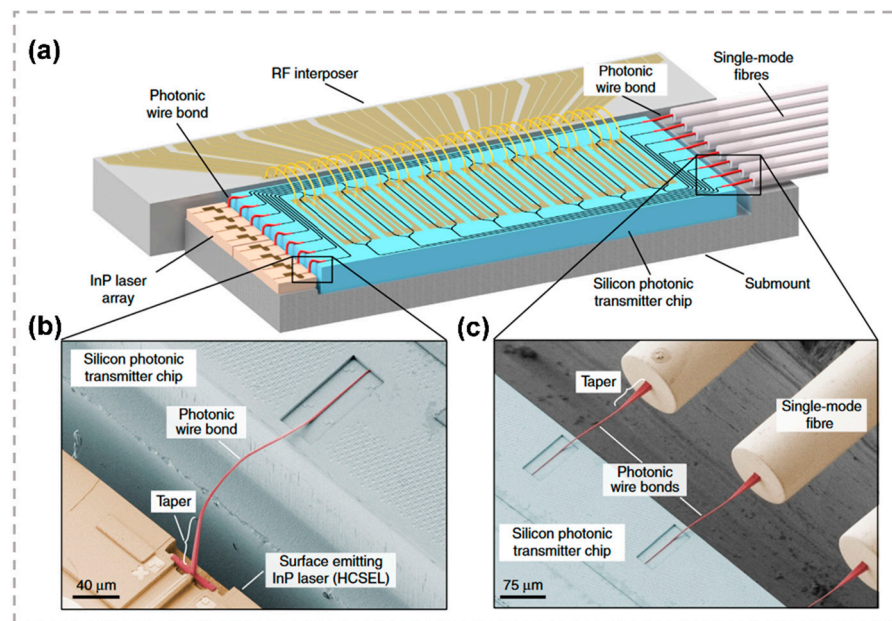 (a)
RF interposer
Photonic
wire bond
Photonic
wire bond
Single-mode
fibres
InP laser
array
Silicon photonic
transmitter chip
Submount
(b)
Silicon photonic
transmitter chip
Photonic
wire bond
Taper
Surface emitting
InP laser (HCSEL)
40 μm
(c)
Taper
Single-mode
fibre
Photonic
wire bonds
Silicon photonic
transmitter chip
75 μm